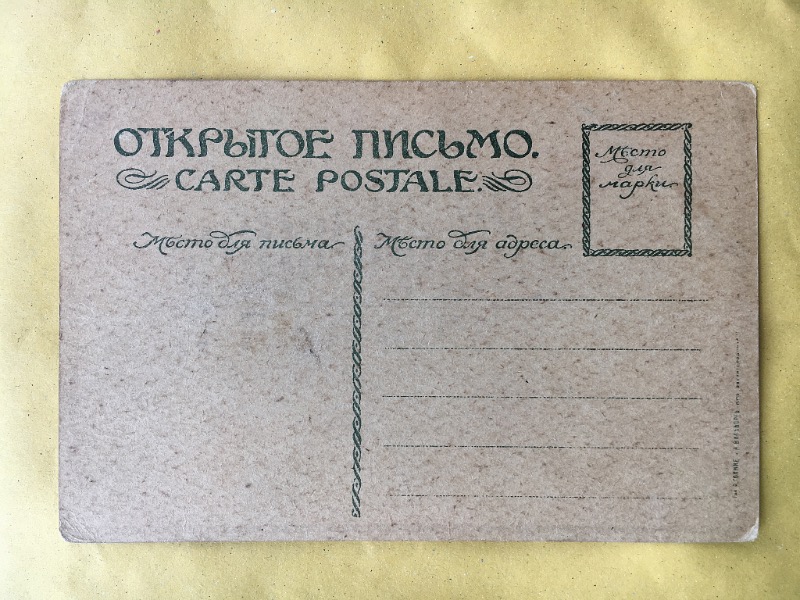 ОТКРЫТОЕ ПИСЬМО.
CARTE POSTALE.
Мѣсто
для
марки
Мѣсто для письма
Мѣсто для адреса